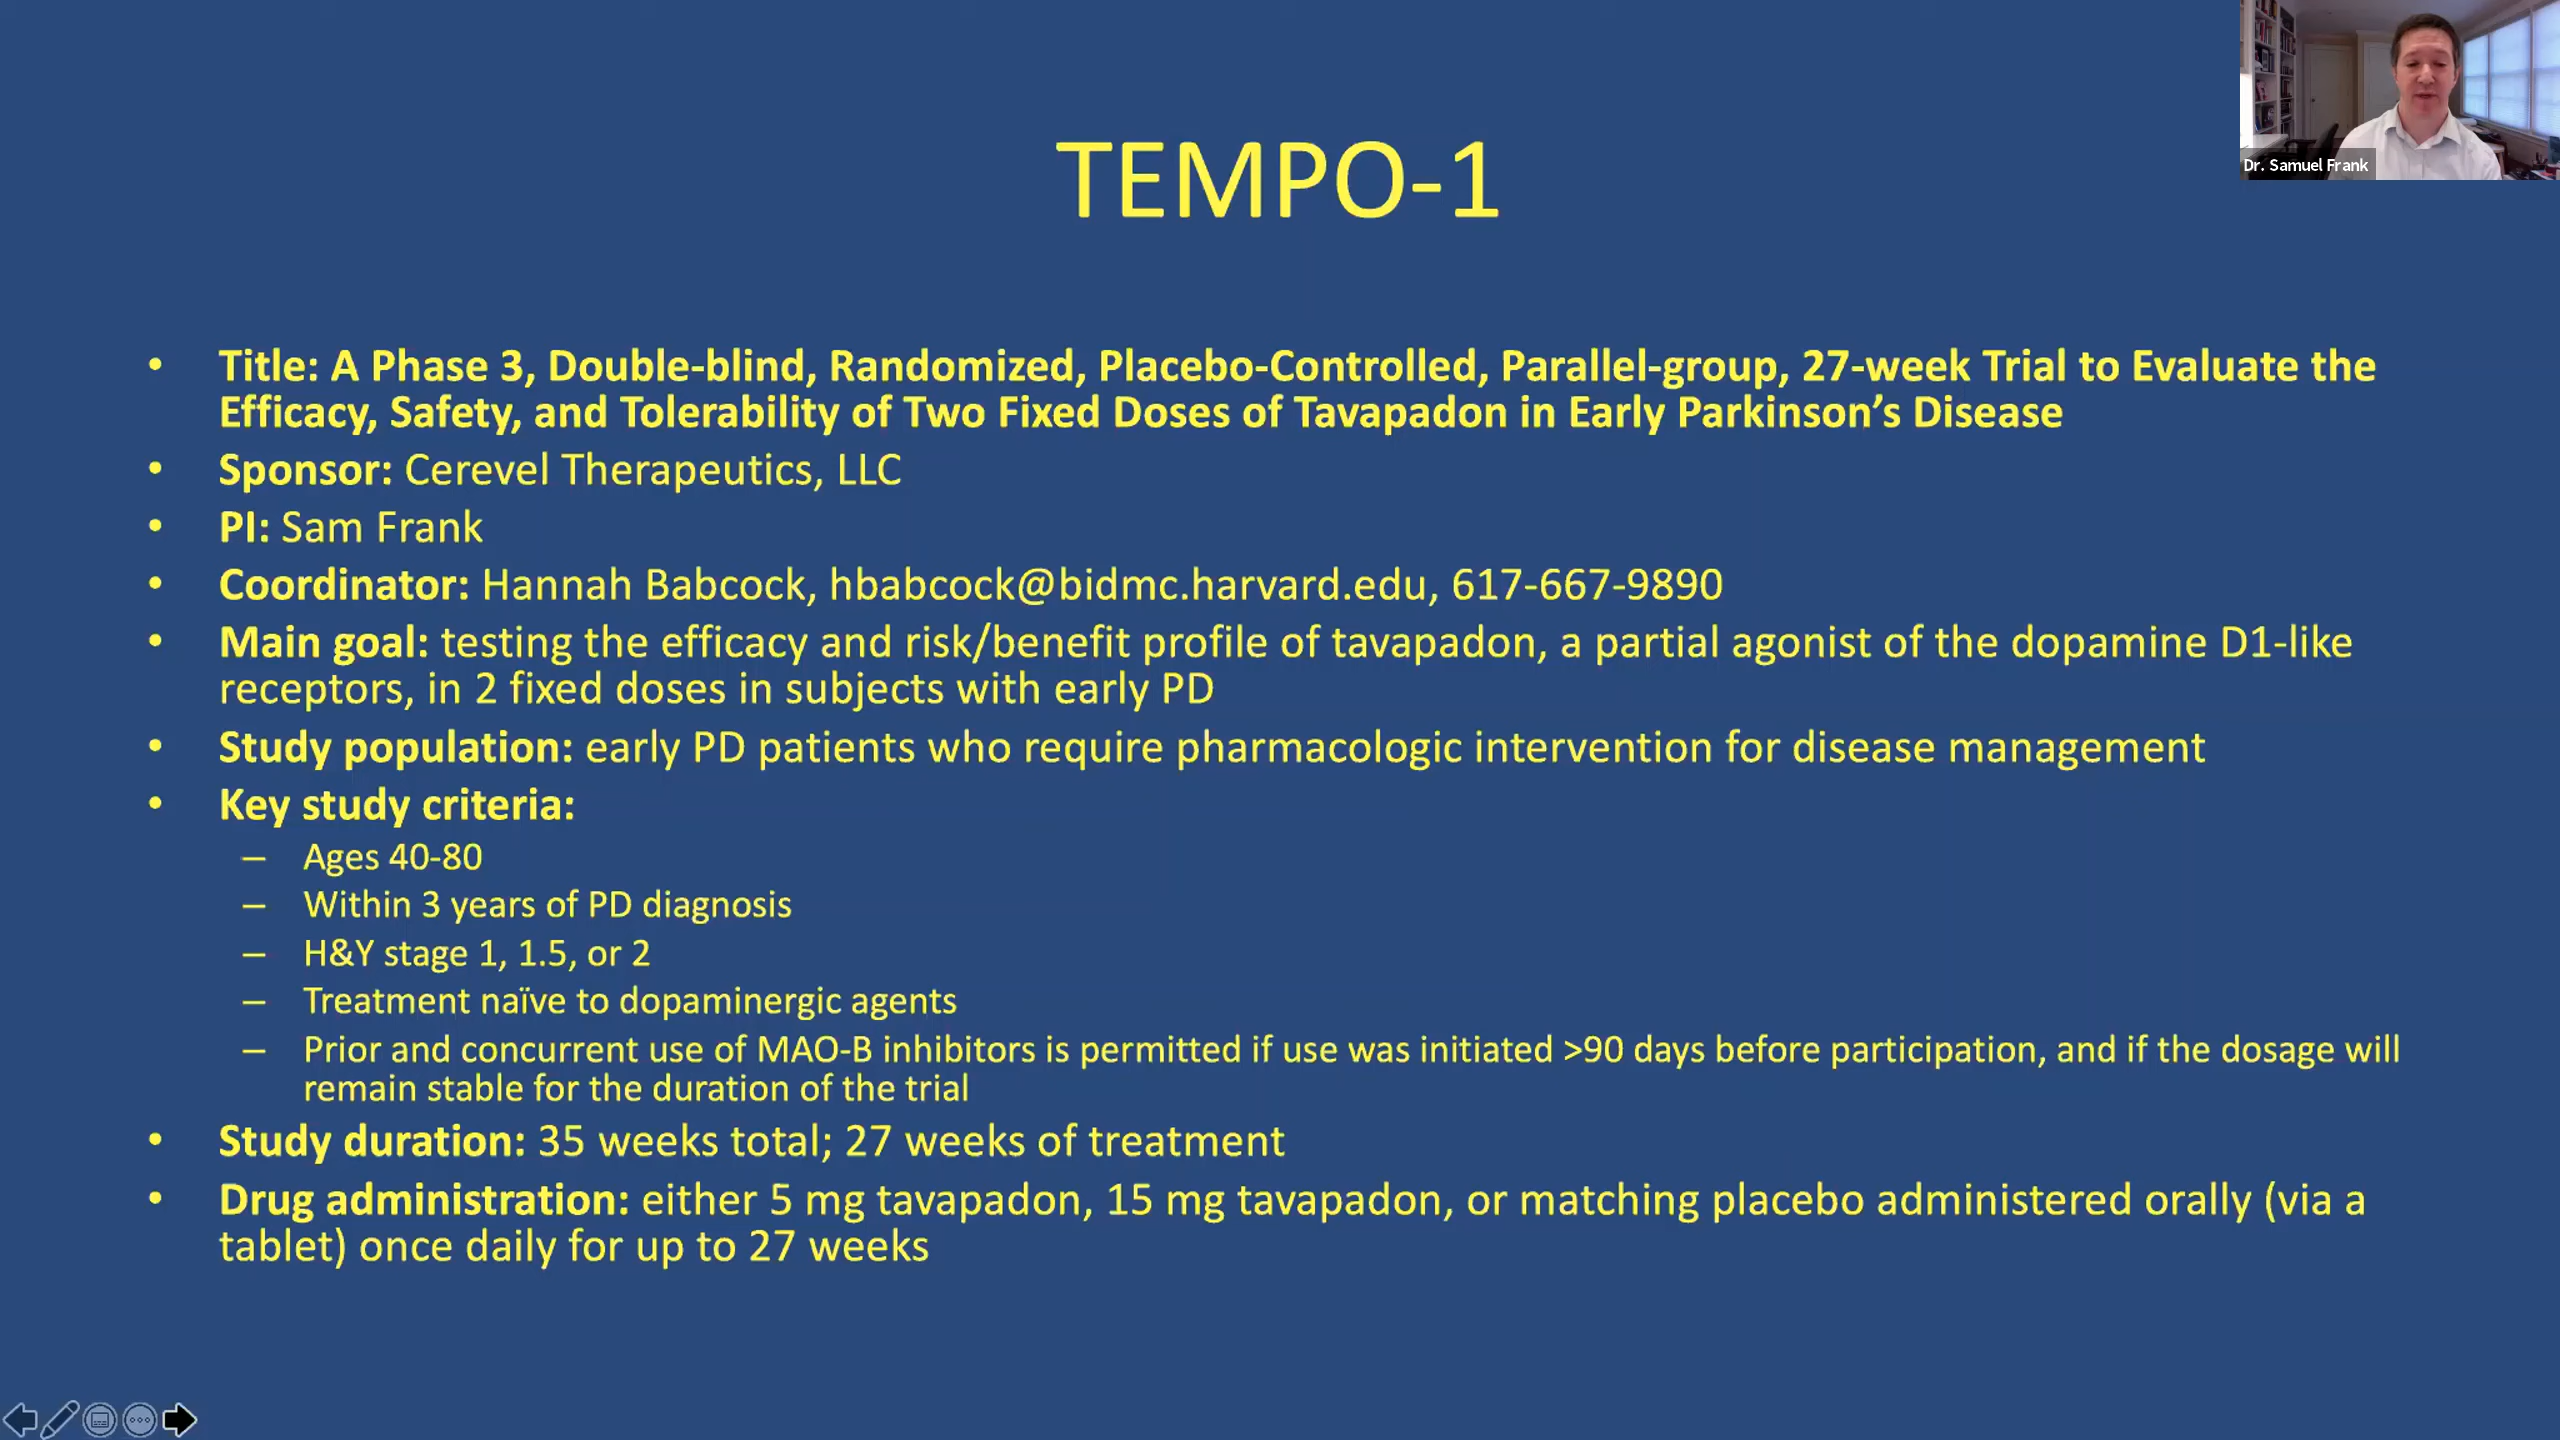 Dr. Samuel Frank
TEMPO-1
• Title: A Phase 3, Double-blind, Randomized, Placebo-Controlled, Parallel-group, 27-week Trial to Evaluate the
Efficacy, Safety, and Tolerability of Two Fixed Doses of Tavapadon in Early Parkinson’s Disease
• Sponsor: Cerevel Therapeutics, LLC
• PI: Sam Frank
• Coordinator: Hannah Babcock, hbabcock@bidmc.harvard.edu, 617-667-9890
• Main goal: testing the efficacy and risk/benefit profile of tavapadon, a partial agonist of the dopamine D1-like
receptors, in 2 fixed doses in subjects with early PD
• Study population: early PD patients who require pharmacologic intervention for disease management
• Key study criteria:
– Ages 40-80
– Within 3 years of PD diagnosis
– H&Y stage 1, 1.5, or 2
– Treatment naïve to dopaminergic agents
– Prior and concurrent use of MAO-B inhibitors is permitted if use was initiated >90 days before participation, and if the dosage will
remain stable for the duration of the trial
• Study duration: 35 weeks total; 27 weeks of treatment
• Drug administration: either 5 mg tavapadon, 15 mg tavapadon, or matching placebo administered orally (via a
tablet) once daily for up to 27 weeks